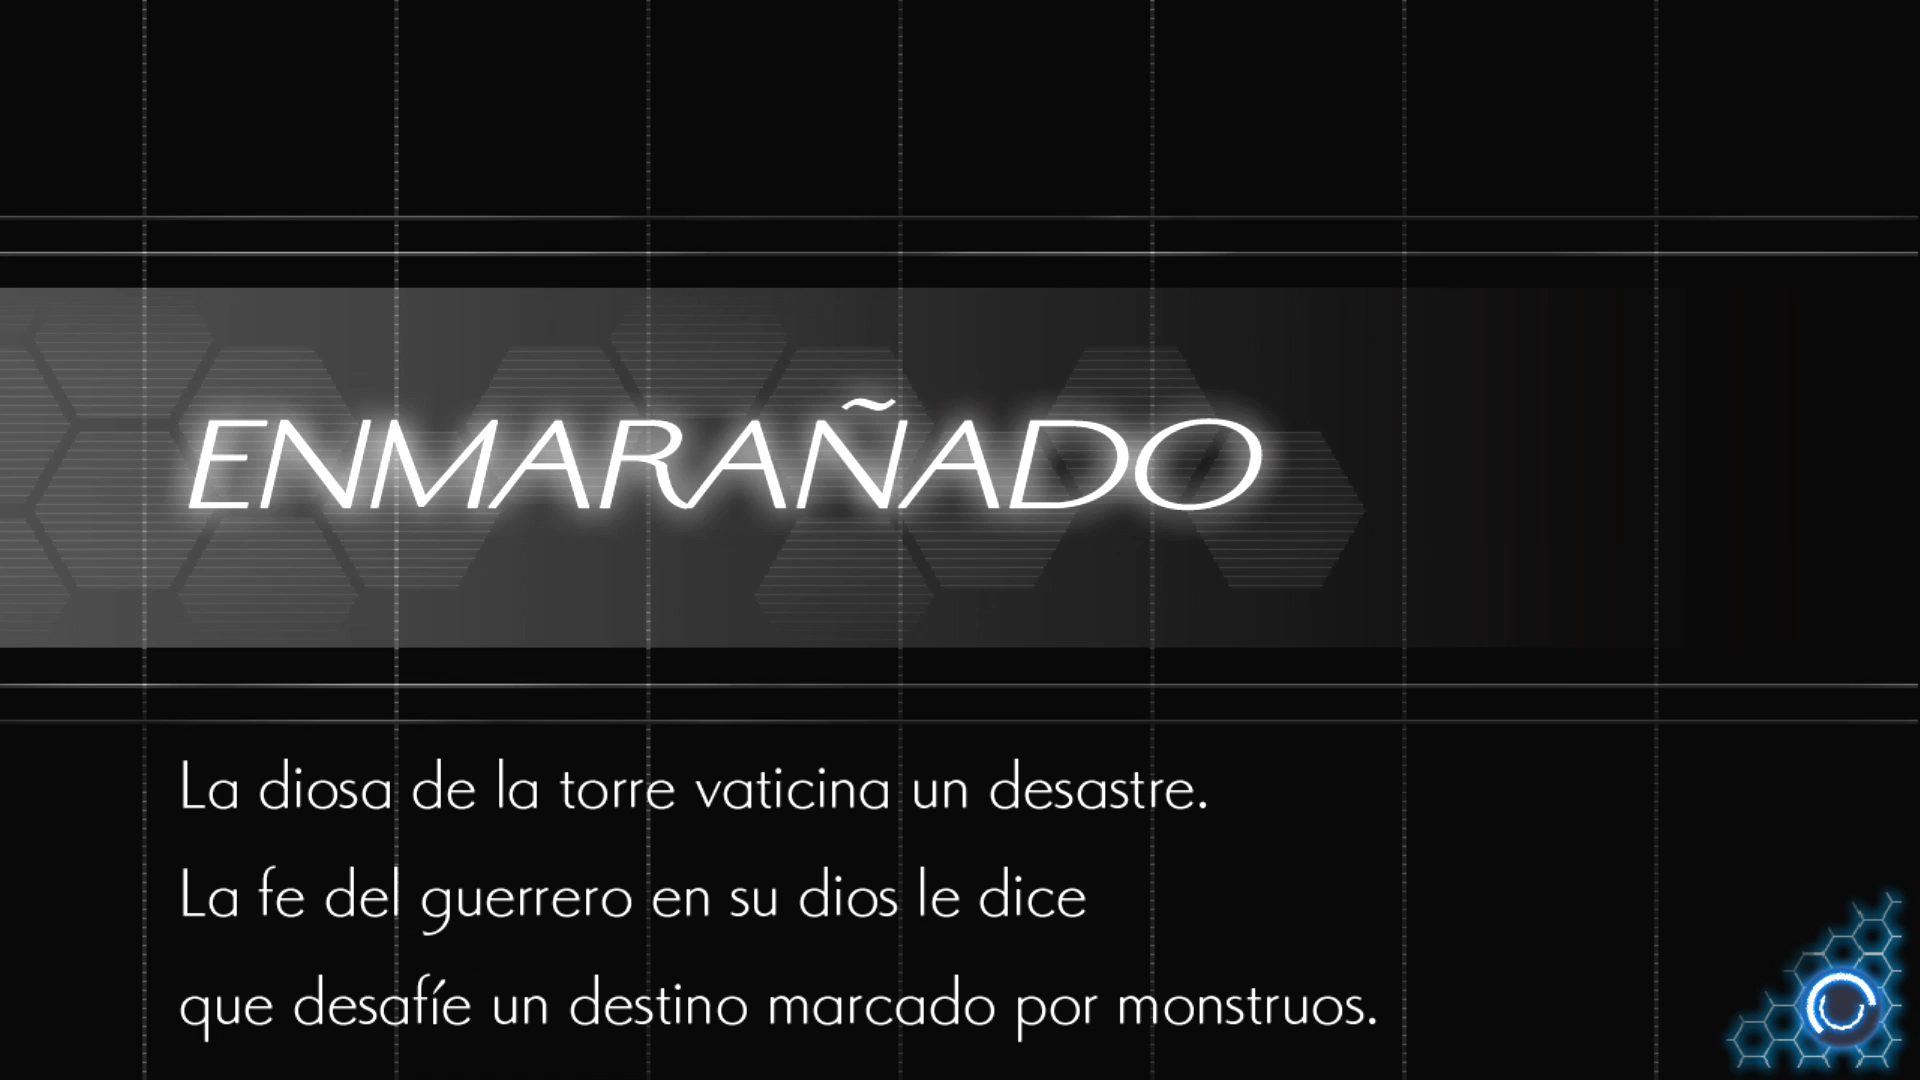 ENMARAÑADO
La diosa de la torre vaticina un desastre.
La fe del guerrero en su dios le dice
que desafíe un destino marcado por monstruos.